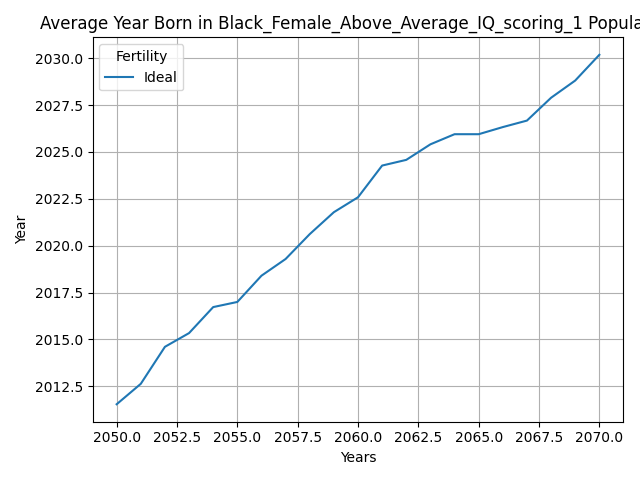 Average Year Born in Black_Female_Above_Average_IQ_scoring_1 Popula
Fertility
Ideal
2030.0
2027.5
2025.0
2022.5
2020.0
2017.5
2015.0
2012.5
Year
2050.0 2052.5 2055.0 2057.5 2060.0 2062.5 2065.0 2067.5 2070.0
Years